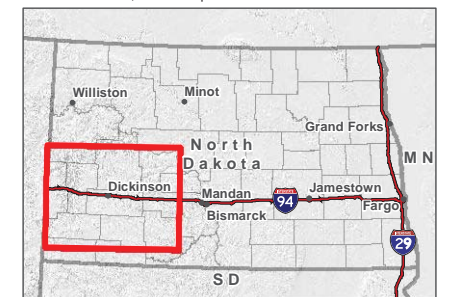 Williston
Minot
Grand Forks
North
Dakota
MN
Dickinson
Mandan
Jamestown
94
Fargo
Bismarck
29
SD